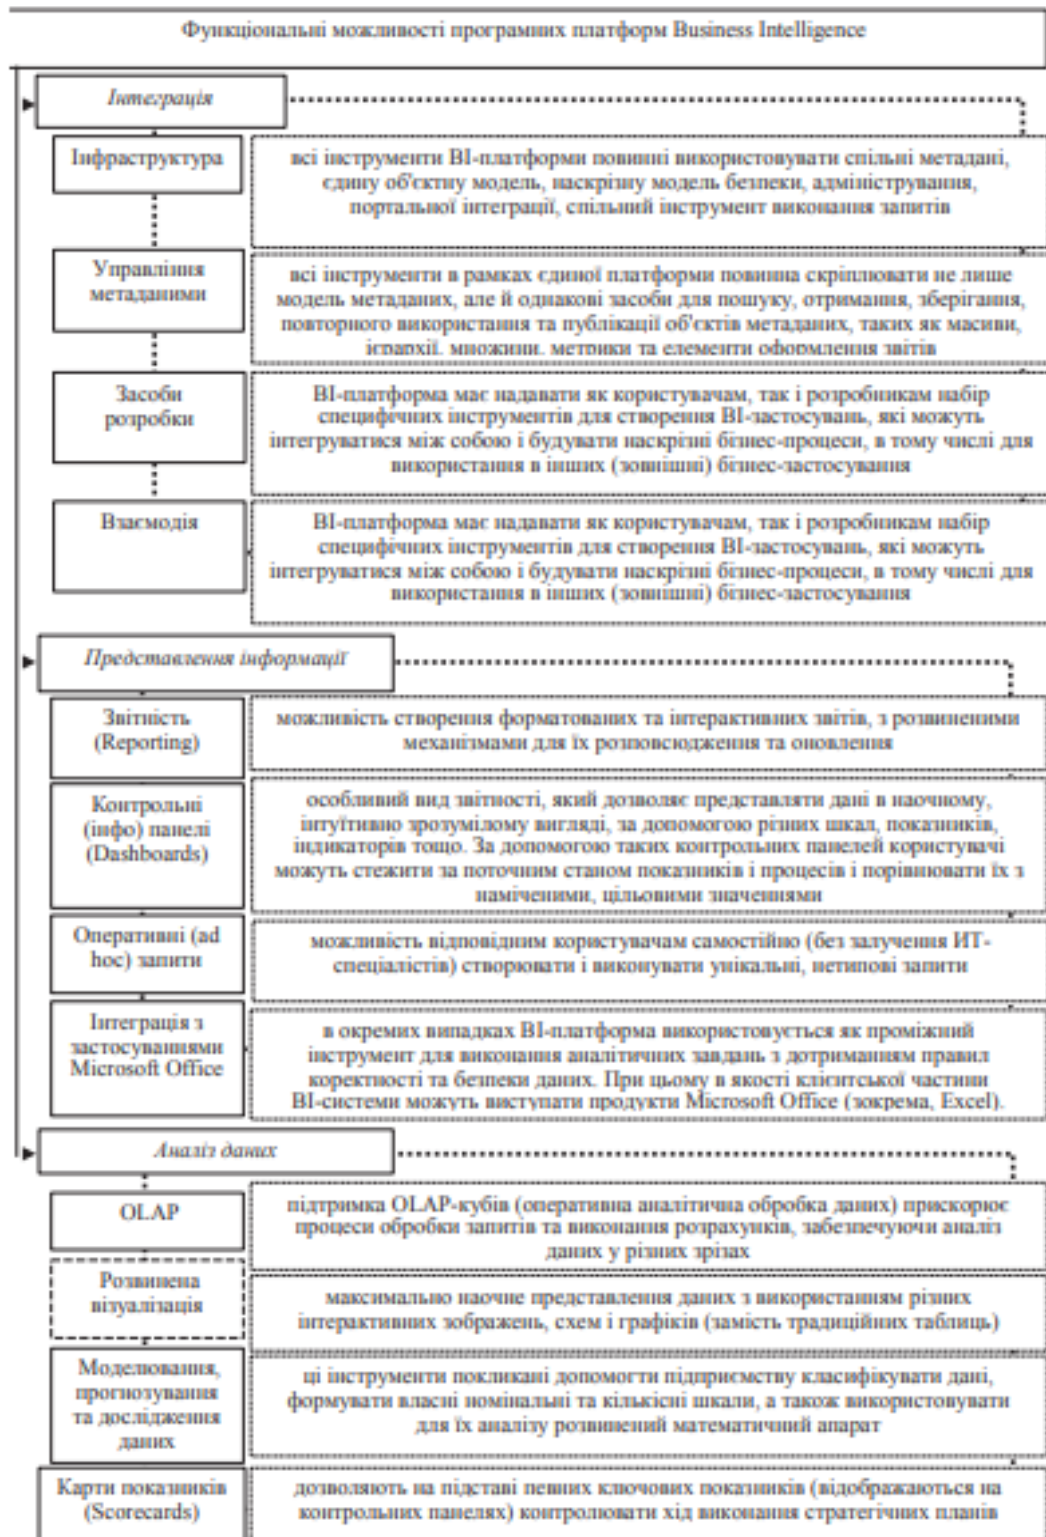 Функціональні можливості програмних платформ Business Intelligence
Інтеграція
Інфраструктура
всі інструменти BI-платформи повинні використовувати спільні метадані,
єдину об'єктну модель, наскрізну модель безпеки, адміністрування,
портальної інтеграції, спільний інструмент виконання запитів
Управління
метаданими
всі інструменти в рамках єдиної платформи повинна скріплювати не лише
модель метаданих, але й однакові засоби для пошуку, отримання, зберігання,
повторного використання та публікації об'єктів метаданих, таких як масиви,
ієрархії, множини, метрики та елементи оформлення звітів
Засоби
розробки
BI-платформа має надавати як користувачам, так і розробникам набір
специфічних інструментів для створення BI-застосувань, які можуть
інтегруватися між собою і будувати наскрізні бізнес-процеси, в тому числі для
використання в інших (зовнішні) бізнес-застосування
Взаємодія
BI-платформа має надавати як користувачам, так і розробникам набір
специфічних інструментів для створення BI-застосувань, які можуть
інтегруватися між собою і будувати наскрізні бізнес-процеси, в тому числі для
використання в інших (зовнішні) бізнес-застосування
Представлення інформації
Звітність
(Reporting)
можливість створення форматованих та інтерактивних звітів, з розвиненими
механізмами для їх розповсюдження та оновлення
Контрольні
(інфо) панелі
(Dashboards)
особливий вид звітності, який дозволяє представляти дані в наочному,
інтуїтивно зрозумілому вигляді, за допомогою різних шкал, показників,
індикаторів тощо. За допомогою таких контрольних панелей користувачі
можуть стежити за поточним станом показників і процесів і порівнювати їх з
наміченими, цільовими значеннями
Оперативні (ad
hoc) запити
можливість відповідним користувачам самостійно (без залучення ИТ-
спеціалістів) створювати і виконувати унікальні, нетипові запити
Інтеграція з
застосуваннями
Microsoft Office
в окремих випадках BI-платформа використовується як проміжний
інструмент для виконання аналітичних завдань з дотриманням правил
коректності та безпеки даних. При цьому в якості клієнтської частини
BI-системи можуть виступати продукти Microsoft Office (зокрема, Excel).
Аналіз даних
OLAP
підтримка OLAP-кубів (оперативна аналітична обробка даних) прискорює
процеси обробки запитів та виконання розрахунків, забезпечуючи аналіз
даних у різних зрізах
Розвинена
візуалізація
максимально наочне представлення даних з використанням різних
інтерактивних зображень, схем і графіків (замість традиційних таблиць)
Моделювання,
прогнозування
та дослідження
даних
ці інструменти покликані допомогти підприємству класифікувати дані,
формувати власні номінальні та кількісні шкали, а також використовувати
для їх аналізу розвинений математичний апарат
Карти показників
(Scorecards)
дозволяють на підставі певних ключових показників (відображаються на
контрольних панелях) контролювати хід виконання стратегічних планів